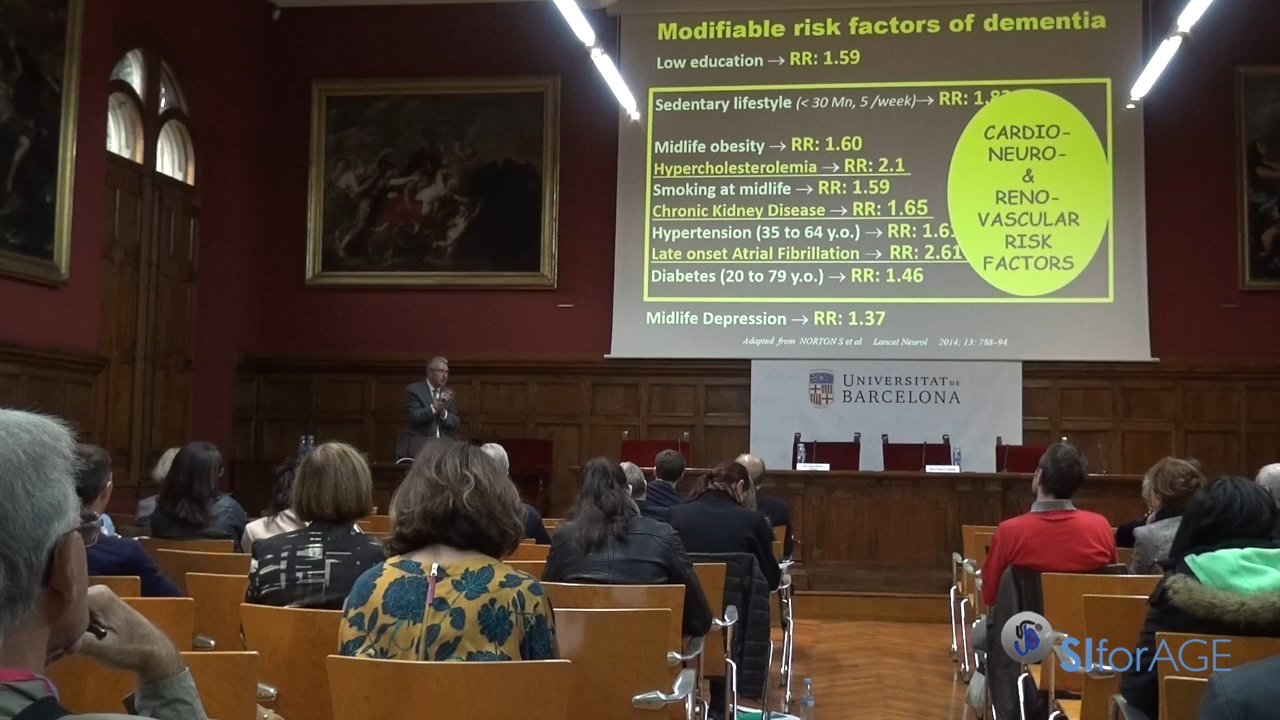 Modifiable risk factors of dementia
Low education → RR: 1.59
Sedentary lifestyle (< 30 Mn, 5 /week)→ RR:
Midlife obesity → RR: 1.60
Hypercholesterolemia → RR: 2.1
Smoking at midlife → RR: 1.59
Chronic Kidney Disease → RR: 1.65
Hypertension (35 to 64 y.o.) → RR:
Late onset Atrial Fibrillation → RR: 2.61
Diabetes (20 to 79 y.o.) → RR: 1.46
CARDIO-
NEURO-
&
RENO-
VASCULAR
RISK
FACTORS
Midlife Depression → RR: 1.37
Adapted from NORTON S et al Lancet Neurol 2014; 13: 788–94
UNIVERSITAT DE
BARCELONA
SIforAGE